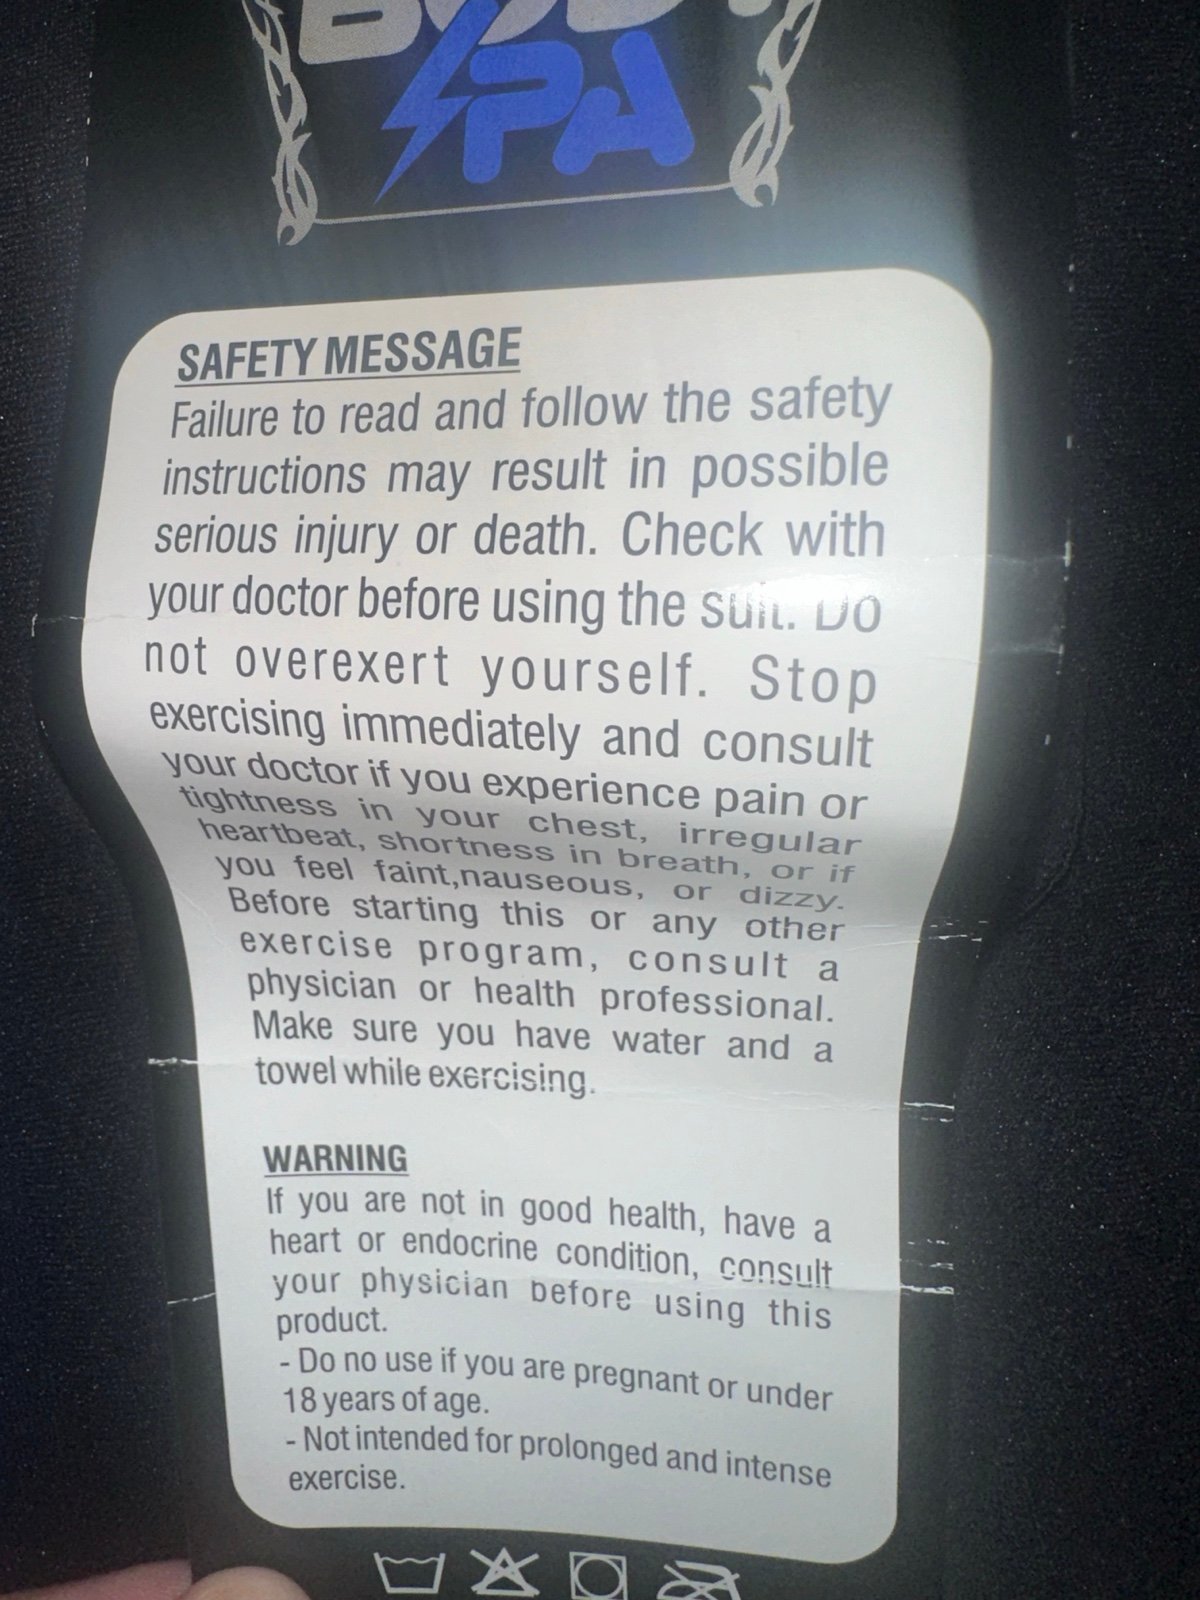 BODY
SPA
SAFETY MESSAGE
Failure to read and follow the safety
instructions may result in possible
serious injury or death. Check with
your doctor before using the suit. Do
not overexert yourself. Stop
exercising immediately and consult
your doctor if you experience pain or
tightness in your chest, irregular
heartbeat, shortness in breath, or if
you feel faint,nauseous, or dizzy.
Before starting this or any other
exercise program, consult a
physician or health professional.
Make sure you have water and a
towel while exercising.
WARNING
If you are not in good health, have a
heart or endocrine condition, consult
your physician before using this
product.
- Do no use if you are pregnant or under
18 years of age.
- Not intended for prolonged and intense
exercise.